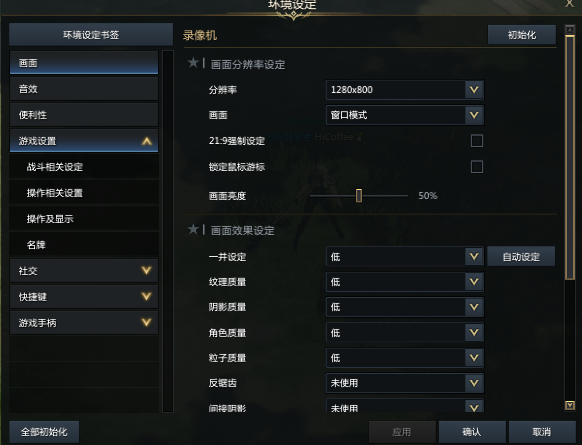 环境设定
环境设定书签
画面
音效
便利性
游戏设置
战斗相关设定
操作相关设置
操作及显示
名牌
社交
快捷键
游戏手柄
全部初始化
录像机
初始化
画面分辨率设定
分辨率
1280x800
画面
窗口模式
21:9强制设定
锁定鼠标游标
画面亮度
50%
画面效果设定
一并设定
低
自动设定
纹理质量
低
阴影质量
低
角色质量
低
粒子质量
低
反锯齿
未使用
间接阴影
未使用
应用
确认
取消